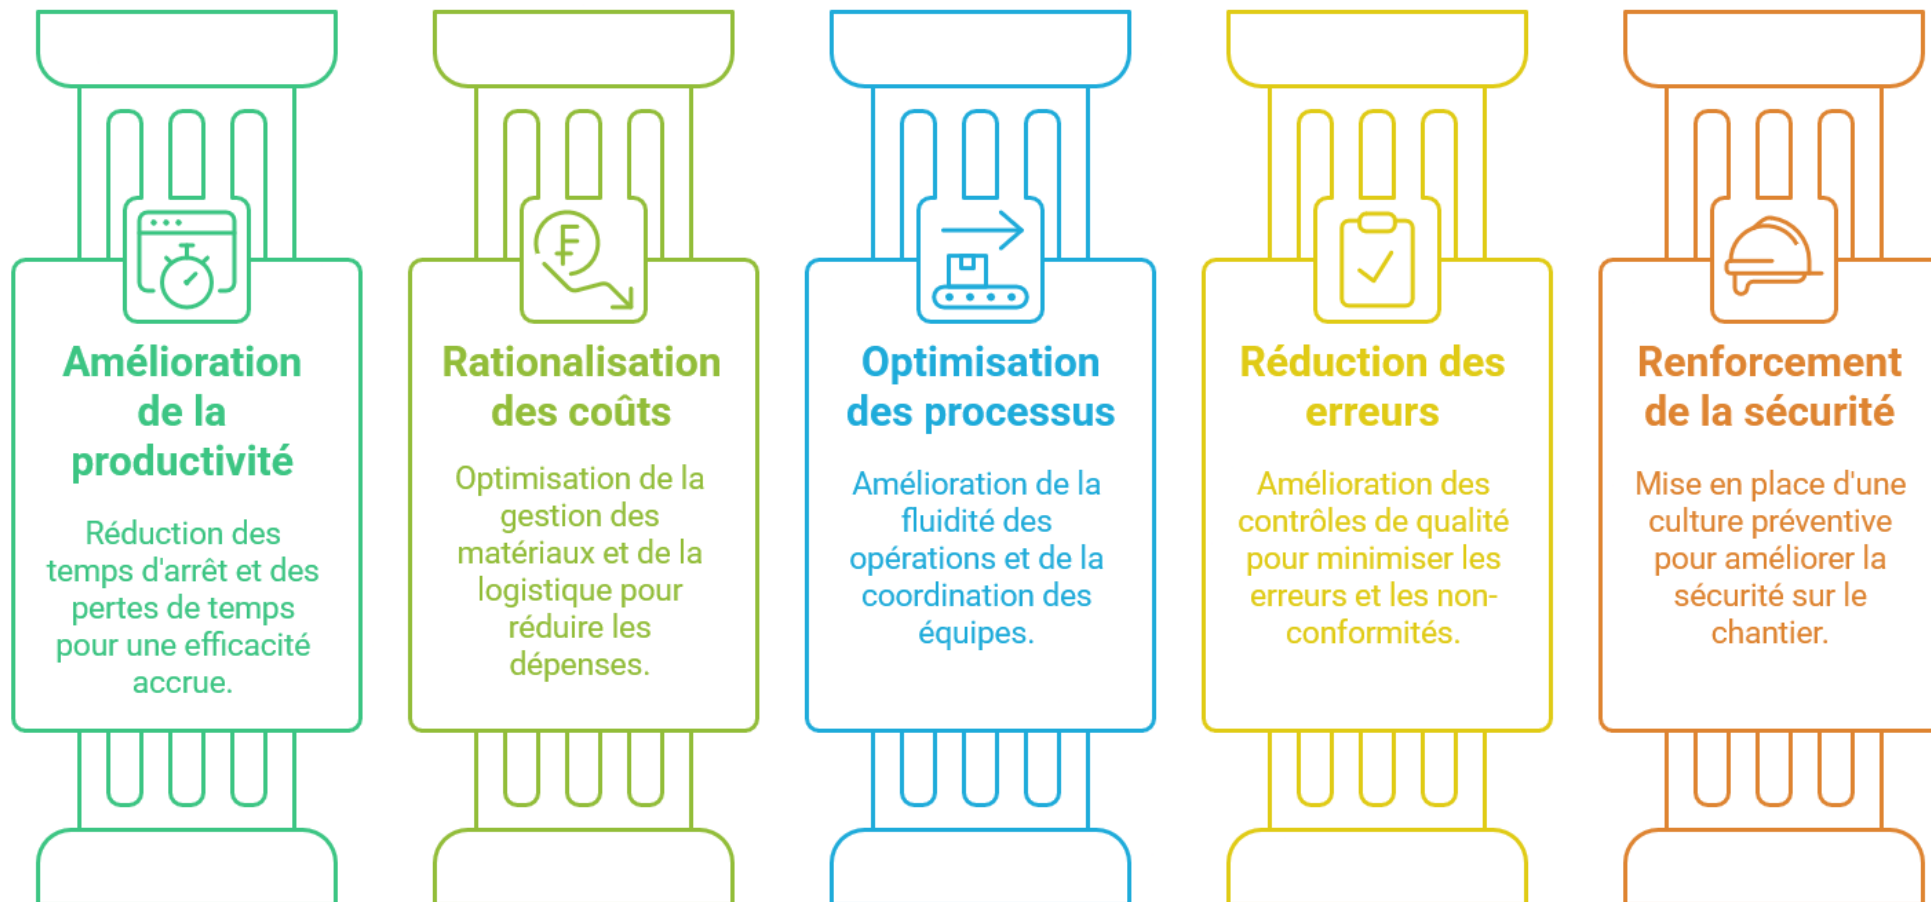 Amélioration
de la
productivité
Réduction des
temps d'arrêt et des
pertes de temps
pour une efficacité
accrue.
Rationalisation
des coûts
Optimisation de la
gestion des
matériaux et de la
logistique pour
réduire les
dépenses.
Optimisation
des processus
Amélioration de la
fluidité des
opérations et de la
coordination des
équipes.
Réduction des
erreurs
Amélioration des
contrôles de qualité
pour minimiser les
erreurs et les non-
conformités.
Renforcement
de la sécurité
Mise en place d'une
culture préventive
pour améliorer la
sécurité sur le
chantier.